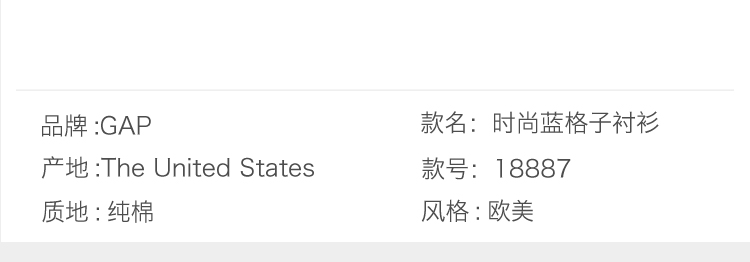 品牌 :GAP
款名：时尚蓝格子衬衫
产地 :The United States
款号：18887
质地 : 纯棉
风格 : 欧美